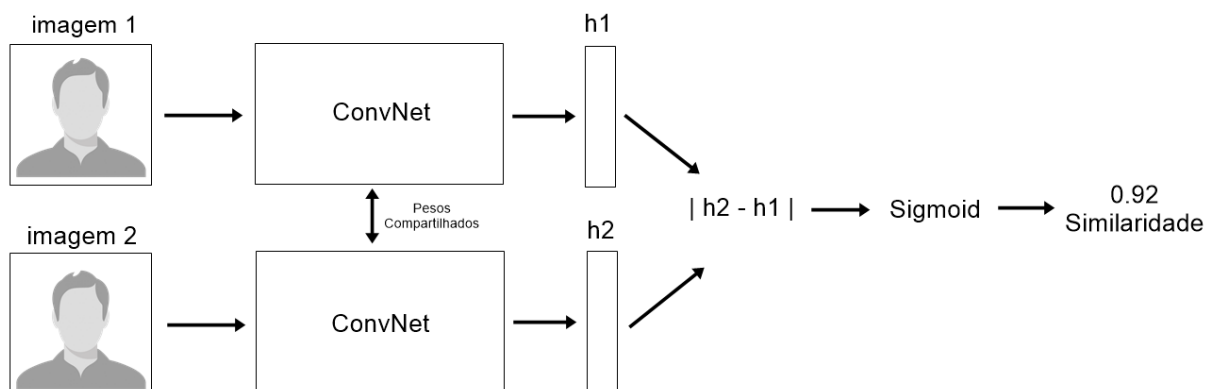 imagem 1
ConvNet
h1
Pesos
Compartilhados
imagem 2
ConvNet
h2
| h2 - h1 |
Sigmoid
0.92
Similaridade